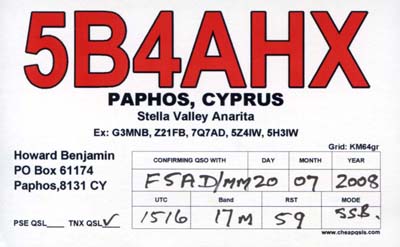 5B4AHX
PAPHOS, CYPRUS
Stella Valley Anarita
Ex: G3MNB, Z21FB, 7Q7AD, 5Z4IW, 5H3IW
Grid: KM64gr
Howard Benjamin
PO Box 61174
Paphos,8131 CY
CONFIRMING QSO WITH DAY MONTH YEAR
F5AD/MM 20 07 2008
UTC Band RST MODE
1516 17M 59 SSB.
PSE QSL TNX QSL ✓
www.cheapqsls.com